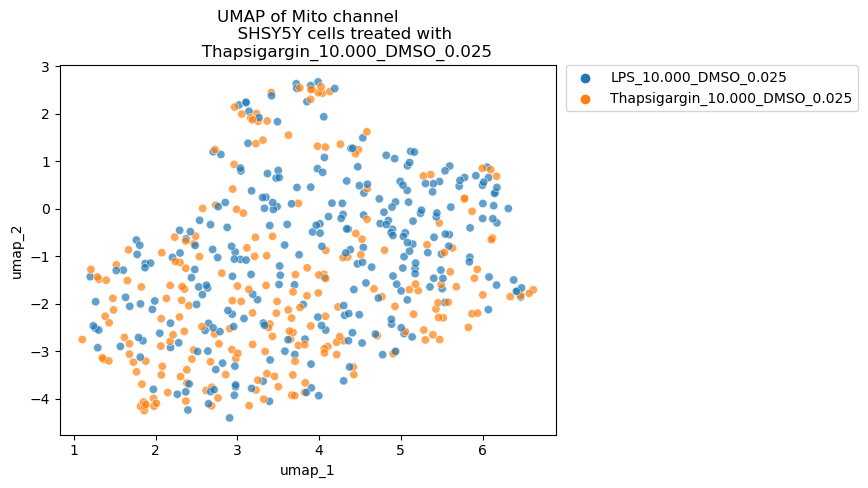 UMAP of Mito channel
SHSY5Y cells treated with
Thapsigargin_10.000_DMSO_0.025
LPS_10.000_DMSO_0.025
Thapsigargin_10.000_DMSO_0.025
umap_2
3
2
1
0
−1
−2
−3
−4
1
2
3
4
5
6
umap_1